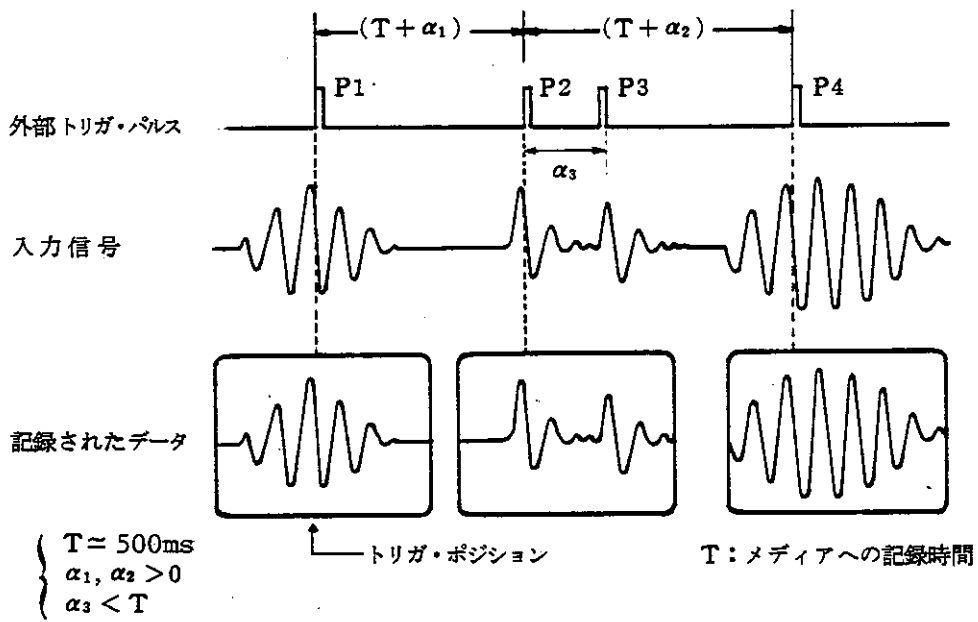 (T+α₁) (T+α₂)
P1 P2 P3 P4
外部トリガ・パルス
α₃
入力信号
記録されたデータ
トリガ・ポジション T：メディアへの記録時間
T≃500ms
α₁, α₂>0
α₃<T